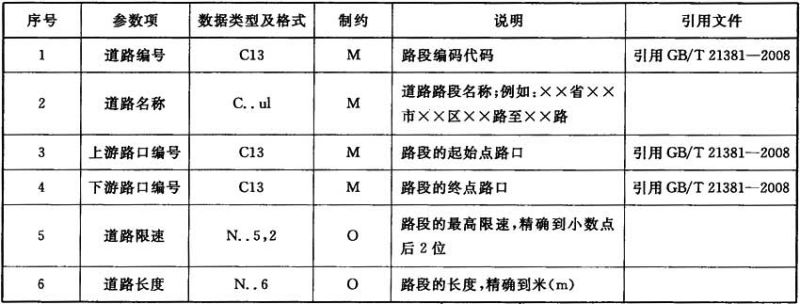 序号 参数项 数据类型及格式 制约 说明 引用文件
1 道路编号 C13 M 路段编码代码 引用 GB/T 21381—2008
2 道路名称 C..ul M 道路路段名称;例如:××省××
市××区××路至××路
3 上游路口编号 C13 M 路段的起始点路口 引用 GB/T 21381—2008
4 下游路口编号 C13 M 路段的终点路口 引用 GB/T 21381—2008
5 道路限速 N..5,2 O 路段的最高限速,精确到小数点
后 2 位
6 道路长度 N..6 O 路段的长度,精确到米(m)